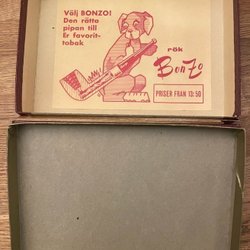 Välj BONZO!
Den rätta
pipan till
Er favorit-
tobak
rök
BonZo
PRISER FRÅN 13:50